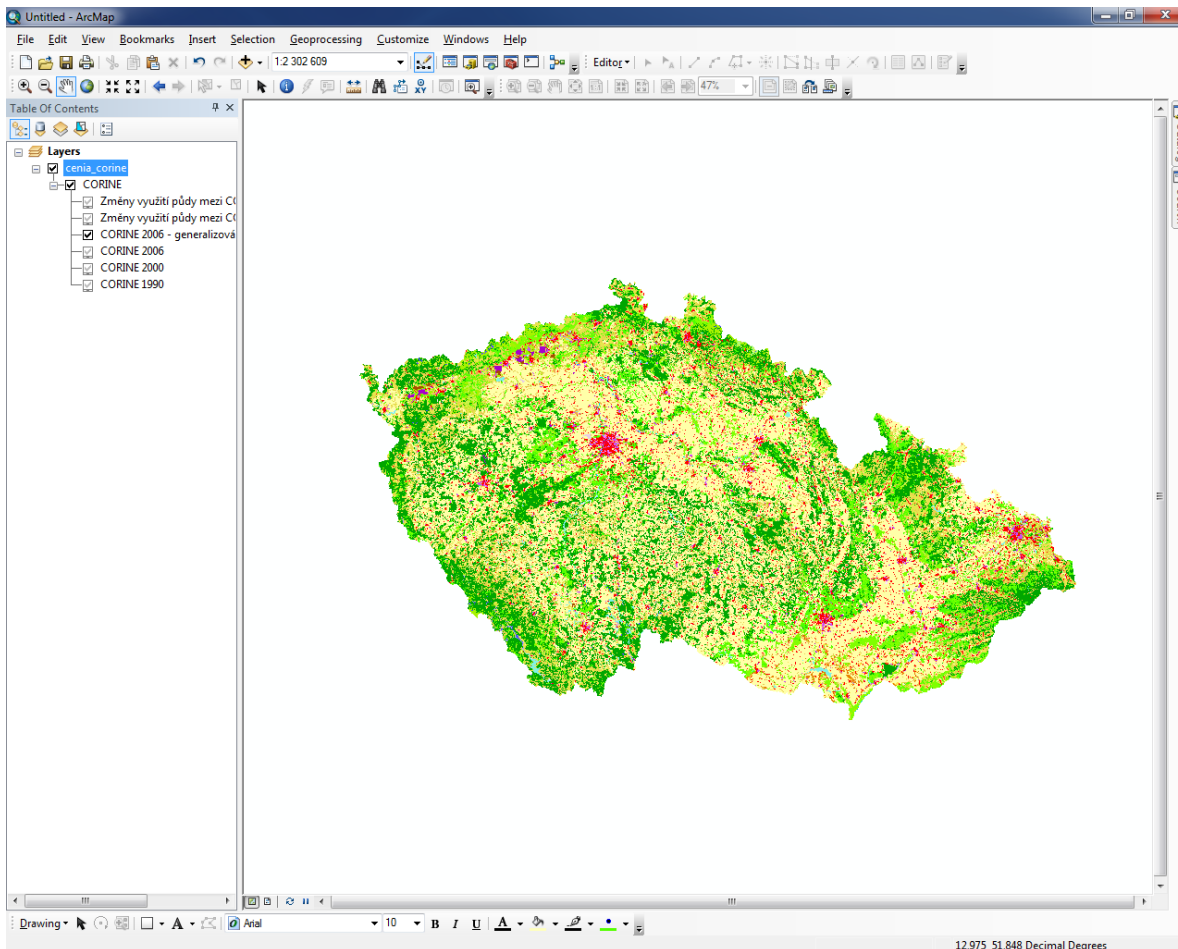 Untitled - ArcMap
File Edit View Bookmarks Insert Selection Geoprocessing Customize Windows Help
1:2 302 609 Editor
47%
Table Of Contents
Layers
cenia_corine
CORINE
Změny využití půdy mezi CO
Změny využití půdy mezi CO
CORINE 2006 - generalizová
CORINE 2006
CORINE 2000
CORINE 1990
Drawing A Arial 10 B I U A
12,975 51,848 Decimal Degrees